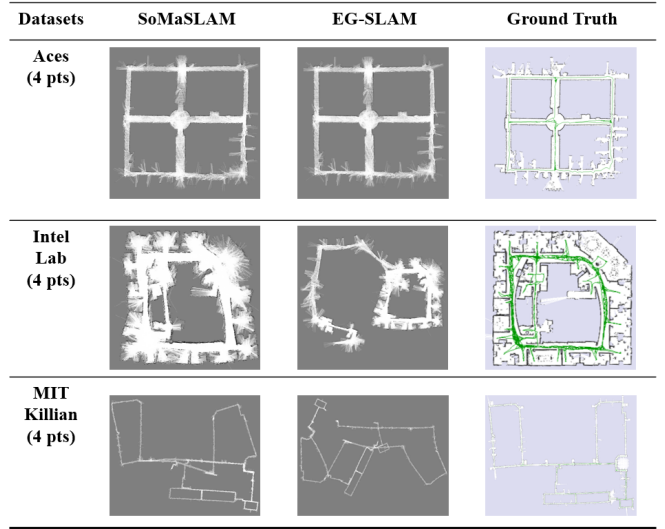 Datasets SoMaSLAM EG-SLAM Ground Truth
Aces
(4 pts)
Intel
Lab
(4 pts)
MIT
Killian
(4 pts)